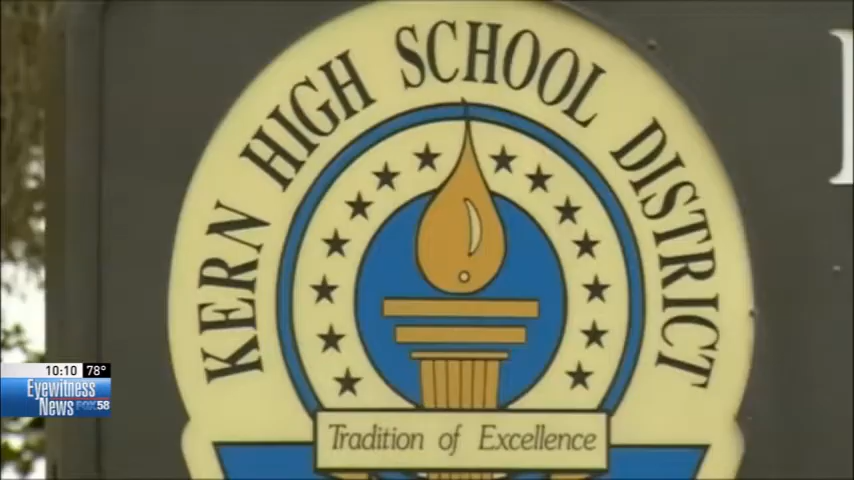 KERN HIGH SCHOOL DISTRICT
Tradition of Excellence
10:10 78°
Eyewitness
News FOX58